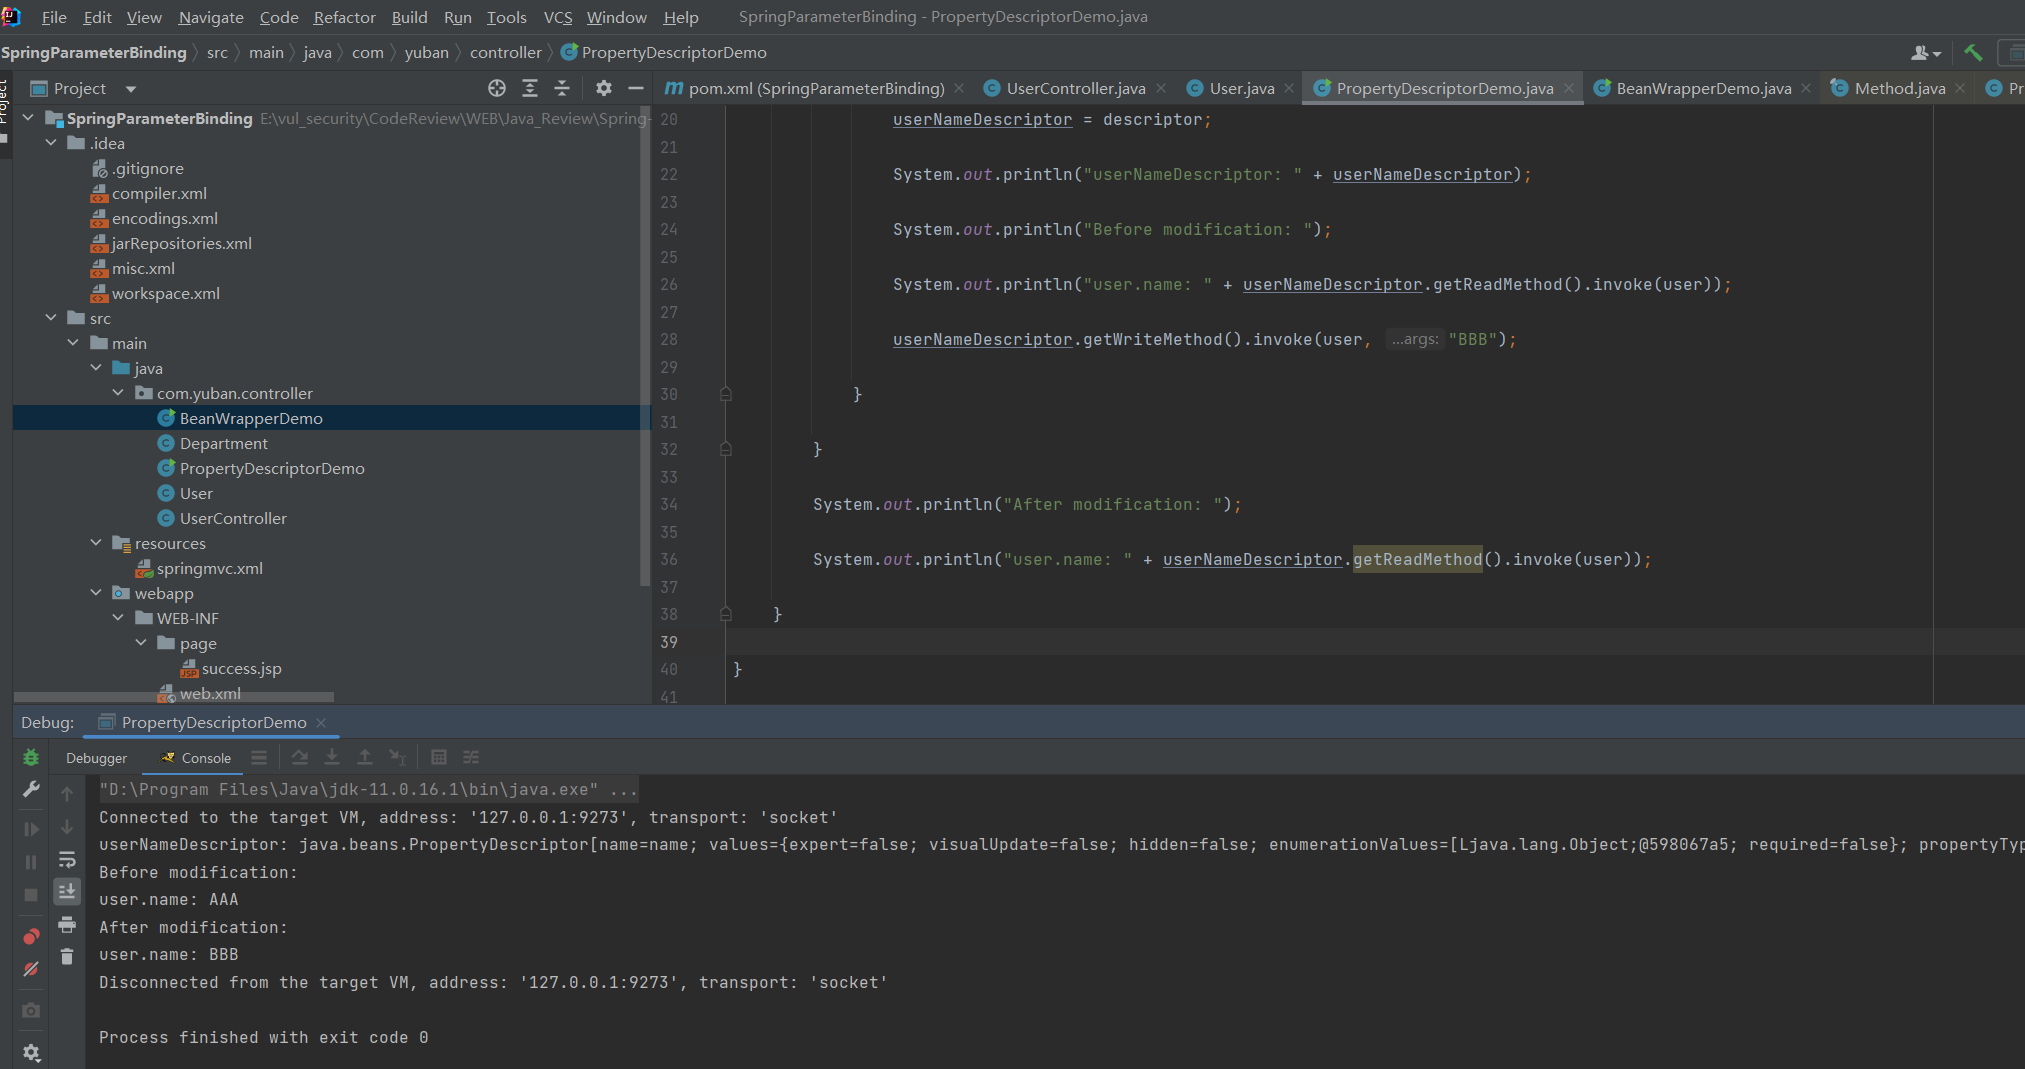 File Edit View Navigate Code Refactor Build Run Tools VCS Window Help SpringParameterBinding - PropertyDescriptorDemo.java
SpringParameterBinding src main java com yuban controller PropertyDescriptorDemo
Project
Project
pom.xml (SpringParameterBinding) UserController.java User.java PropertyDescriptorDemo.java BeanWrapperDemo.java Method.java Pr
SpringParameterBinding E:\vul_security\CodeReview\WEB\Java_Review\Spring-
.idea
.gitignore
compiler.xml
encodings.xml
jarRepositories.xml
misc.xml
workspace.xml
src
main
java
com.yuban.controller
BeanWrapperDemo
Department
PropertyDescriptorDemo
User
UserController
resources
springmvc.xml
webapp
WEB-INF
page
success.jsp
web.xml
20 userNameDescriptor = descriptor;
21
22 System.out.println("userNameDescriptor: " + userNameDescriptor);
23
24 System.out.println("Before modification: ");
25
26 System.out.println("user.name: " + userNameDescriptor.getReadMethod().invoke(user));
27
28 userNameDescriptor.getWriteMethod().invoke(user, ...args: "BBB");
29
30 }
31
32 }
33
34 System.out.println("After modification: ");
35
36 System.out.println("user.name: " + userNameDescriptor.getReadMethod().invoke(user));
37
38 }
39
40 }
41
Debug: PropertyDescriptorDemo
Debugger Console
"D:\Program Files\Java\jdk-11.0.16.1\bin\java.exe" ...
Connected to the target VM, address: '127.0.0.1:9273', transport: 'socket'
userNameDescriptor: java.beans.PropertyDescriptor[name=name; values={expert=false; visualUpdate=false; hidden=false; enumerationValues=[Ljava.lang.Object;@598067a5; required=false}; propertyTyp
Before modification:
user.name: AAA
After modification:
user.name: BBB
Disconnected from the target VM, address: '127.0.0.1:9273', transport: 'socket'
Process finished with exit code 0